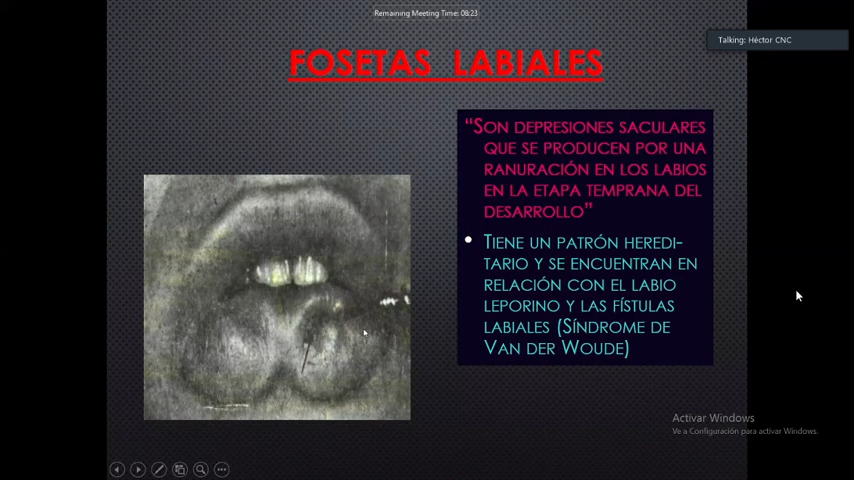 Remaining Meeting Time: 08:23
Talking: Héctor CNC
FOSETAS LABIALES
“SON DEPRESIONES SACULARES
QUE SE PRODUCEN POR UNA
RANURACIÓN EN LOS LABIOS
EN LA ETAPA TEMPRANA DEL
DESARROLLO”
• TIENE UN PATRÓN HEREDI-
TARIO Y SE ENCUENTRAN EN
RELACIÓN CON EL LABIO
LEPORINO Y LAS FÍSTULAS
LABIALES (SÍNDROME DE
VAN DER WOUDE)
Activar Windows
Ve a Configuración para activar Windows.